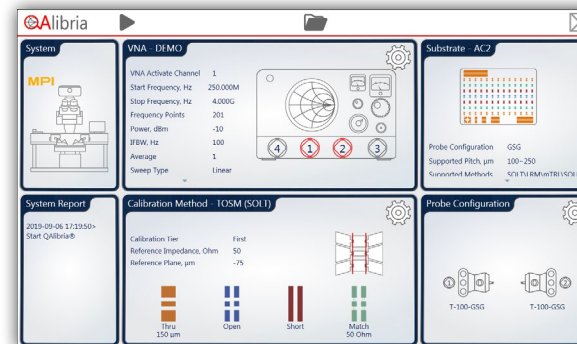 QAlibria
System
MPI
VNA - DEMO
VNA Activate Channel 1
Start Frequency, Hz 250.000M
Stop Frequency, Hz 4.000G
Frequency Points 201
Power, dBm -10
IFBW, Hz 100
Average 1
Sweep Type Linear
4 1 2 3
Substrate - AC2
Probe Configuration GSG
Supported Pitch, μm 100~250
Supported Methods
System Report
2019-09-06 17:19:50>
Start QAlibria®
Calibration Method - TOSM (SOLT)
Calibration Tier First
Reference Impedance, Ohm 50
Reference Plane, μm -75
Thru Open Short Match
150 μm 50 Ohm
Probe Configuration
1 2
T-100-GSG T-100-GSG